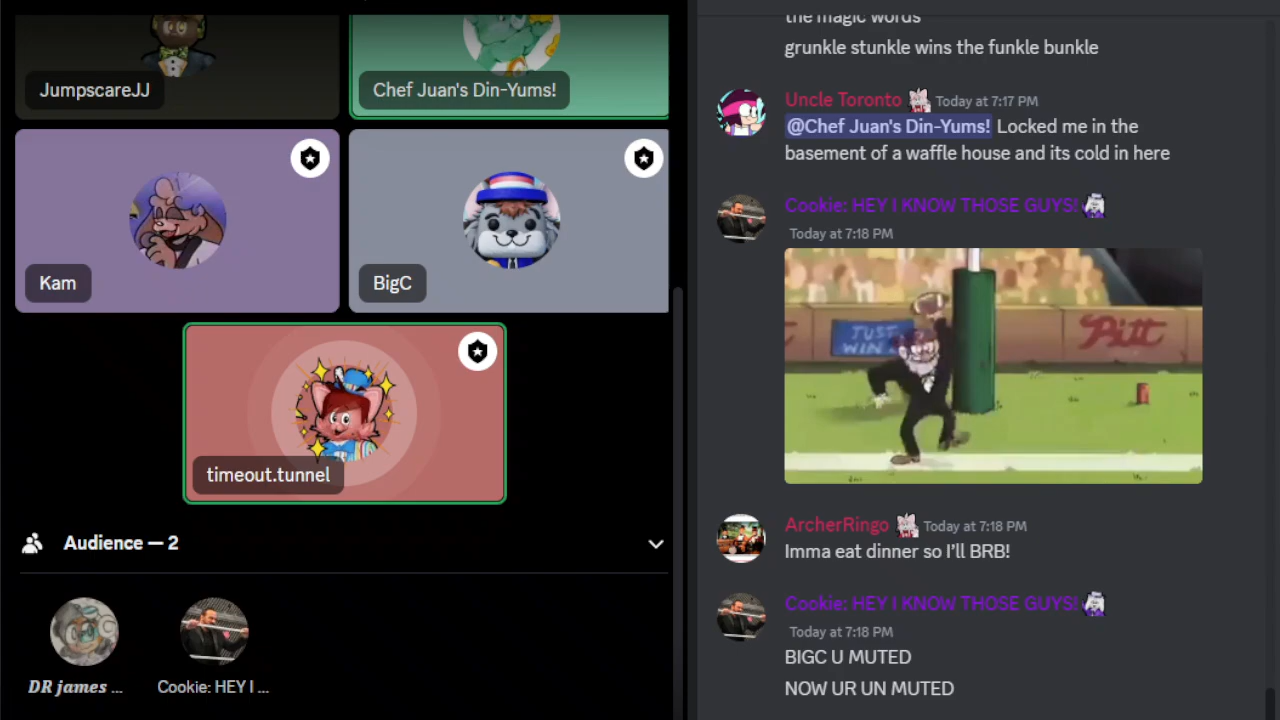 JumpscareJJ
Chef Juan's Din-Yums!
Kam
BigC
timeout.tunnel
Audience — 2
DR james ...
Cookie: HEY I ...
the magic words
grunkle stunkle wins the funkle bunkle
Uncle Toronto Today at 7:17 PM
@Chef Juan's Din-Yums! Locked me in the
basement of a waffle house and its cold in here
Cookie: HEY I KNOW THOSE GUYS!
Today at 7:18 PM
JUST
WIN
Pitt
ArcherRingo Today at 7:18 PM
Imma eat dinner so I'll BRB!
Cookie: HEY I KNOW THOSE GUYS!
Today at 7:18 PM
BIGC U MUTED
NOW UR UN MUTED